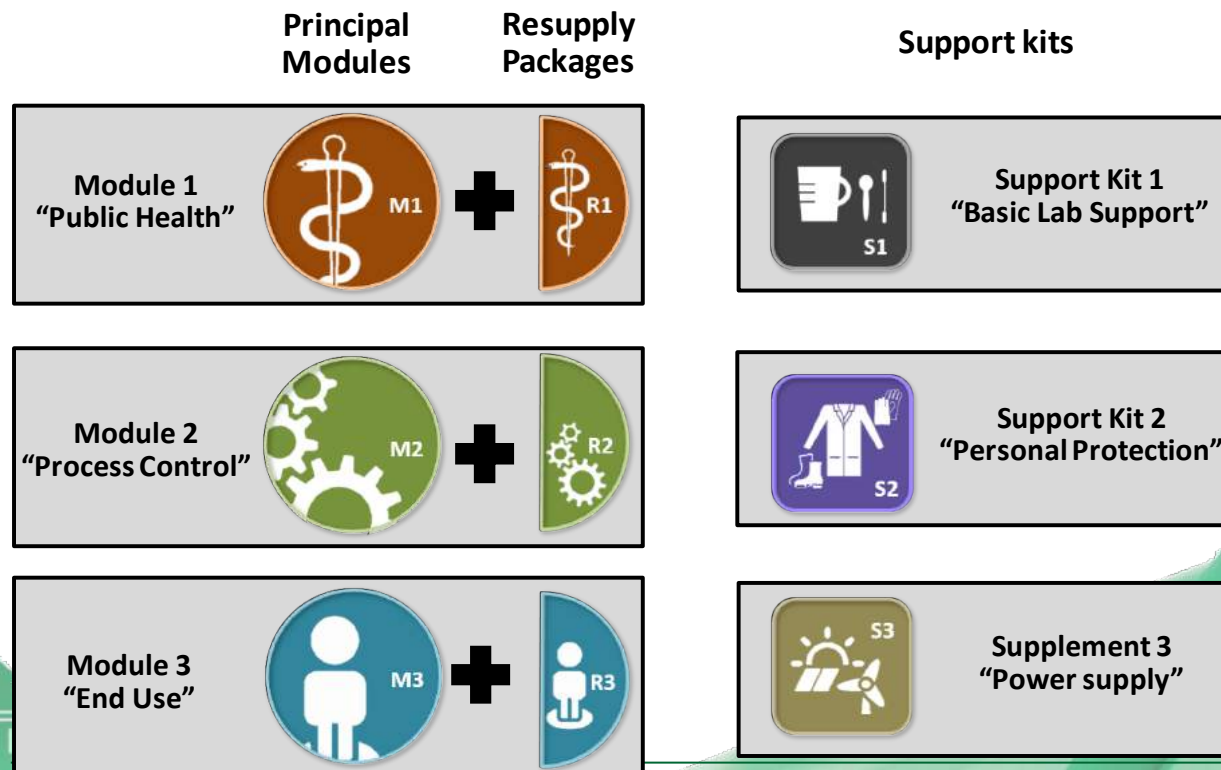 Principal
Modules
Resupply
Packages
Support kits
Module 1
“Public Health”
M1
R1
Support Kit 1
“Basic Lab Support”
S1
Module 2
“Process Control”
M2
R2
Support Kit 2
“Personal Protection”
S2
Module 3
“End Use”
M3
R3
Supplement 3
“Power supply”
S3